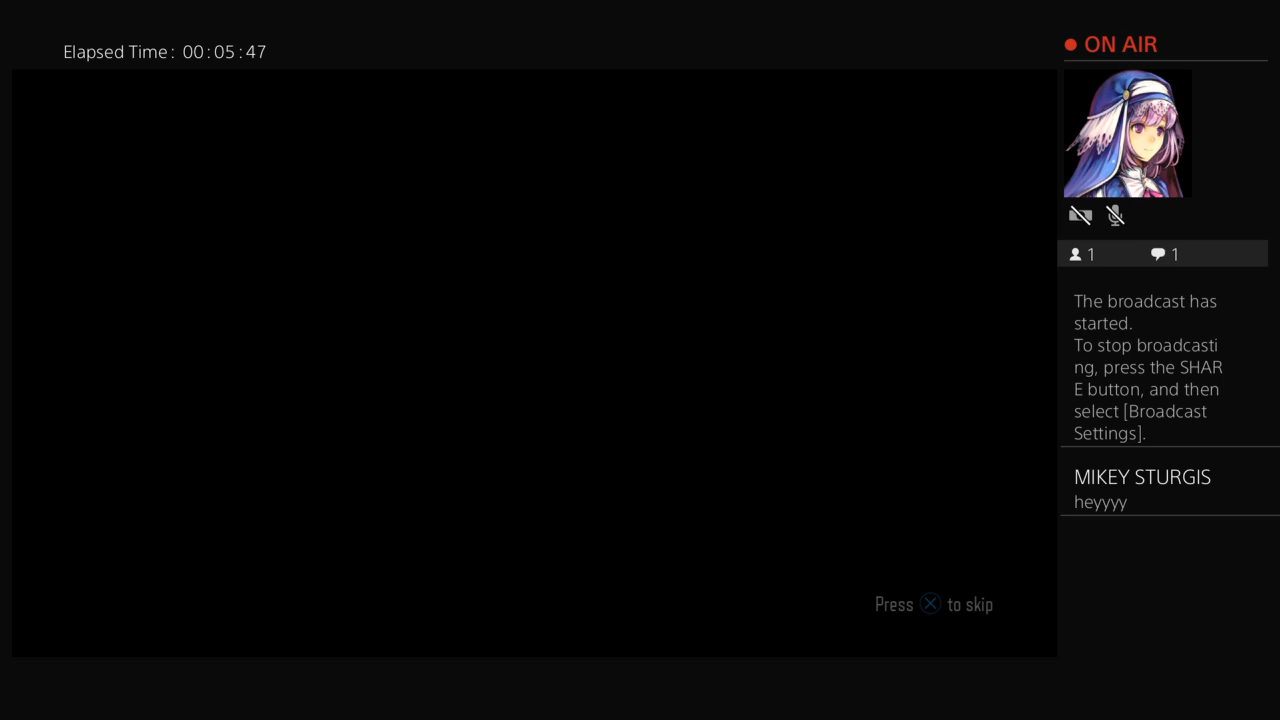 Elapsed Time: 00:05:47
ON AIR
1 1
The broadcast has
started.
To stop broadcasti
ng, press the SHAR
E button, and then
select [Broadcast
Settings].
MIKEY STURGIS
heyyyy
Press to skip